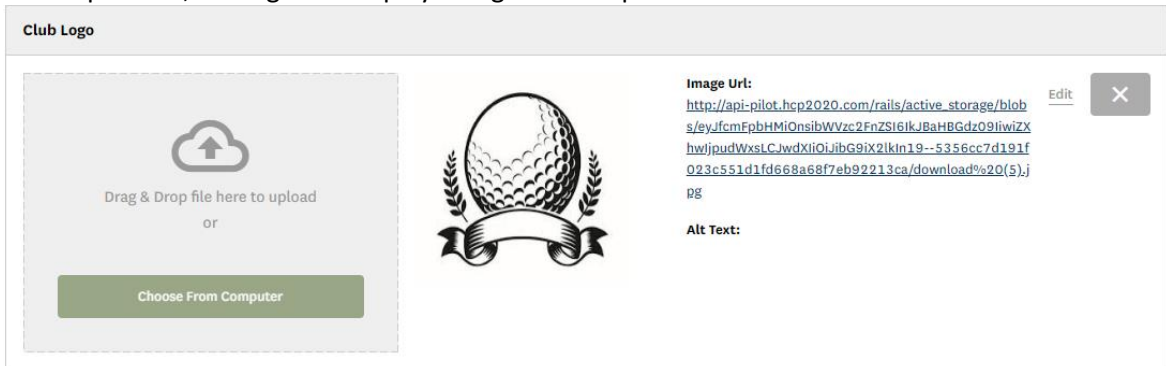 Club Logo
Drag & Drop file here to upload
or
Choose From Computer
Image Url:
http://api-pilot.hcp2020.com/rails/active_storage/blob
s/eyJfcmFpbHMiOnsibWVzc2FnZSI6IkJBaHBGdz09IiwiZX
hwIjpudWxsLCJwdXIiOiJibG9iX2lkIn19--5356cc7d191f
023c551d1fd668a68f7eb92213ca/download%20(5).j
pg
Alt Text:
Edit